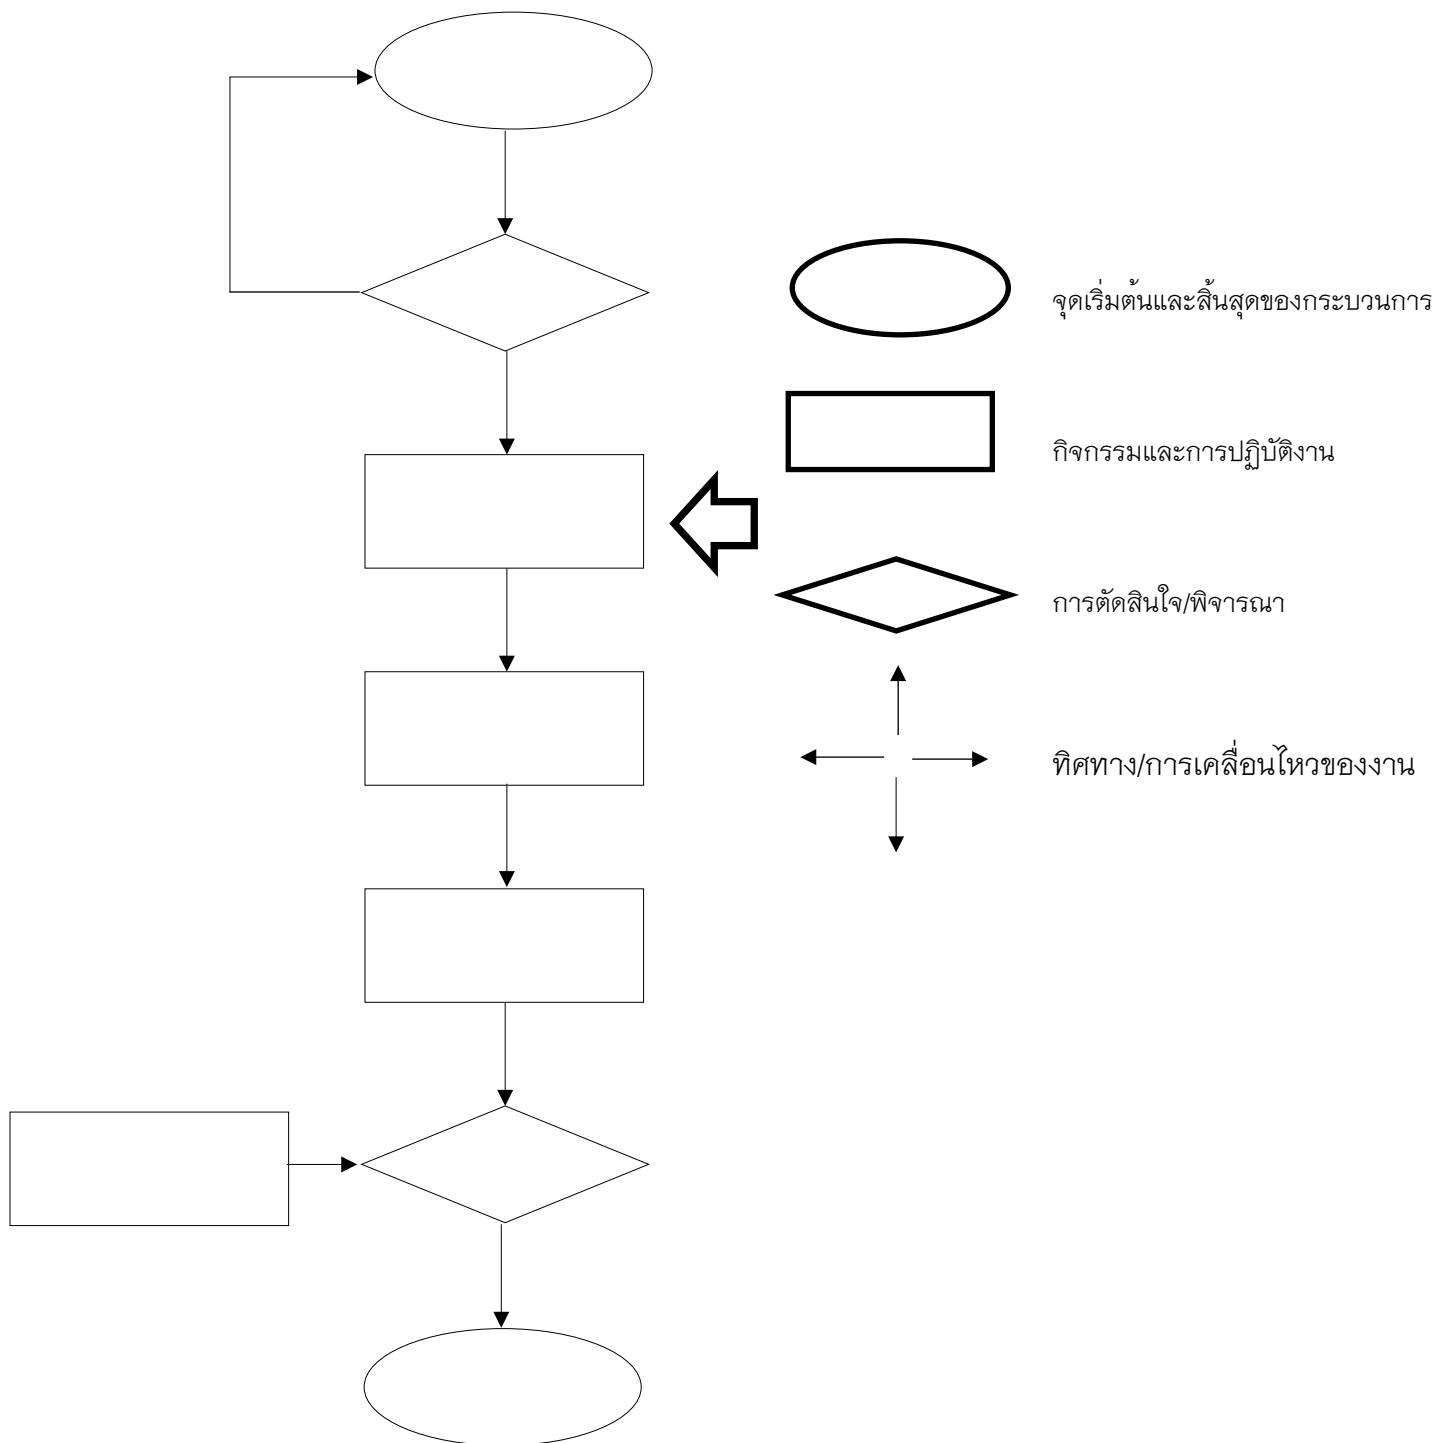 จุดเริ่มต้นและสิ้นสุดของกระบวนการ
กิจกรรมและการปฏิบัติงาน
การตัดสินใจ/พิจารณา
ทิศทาง/การเคลื่อนไหวของงาน